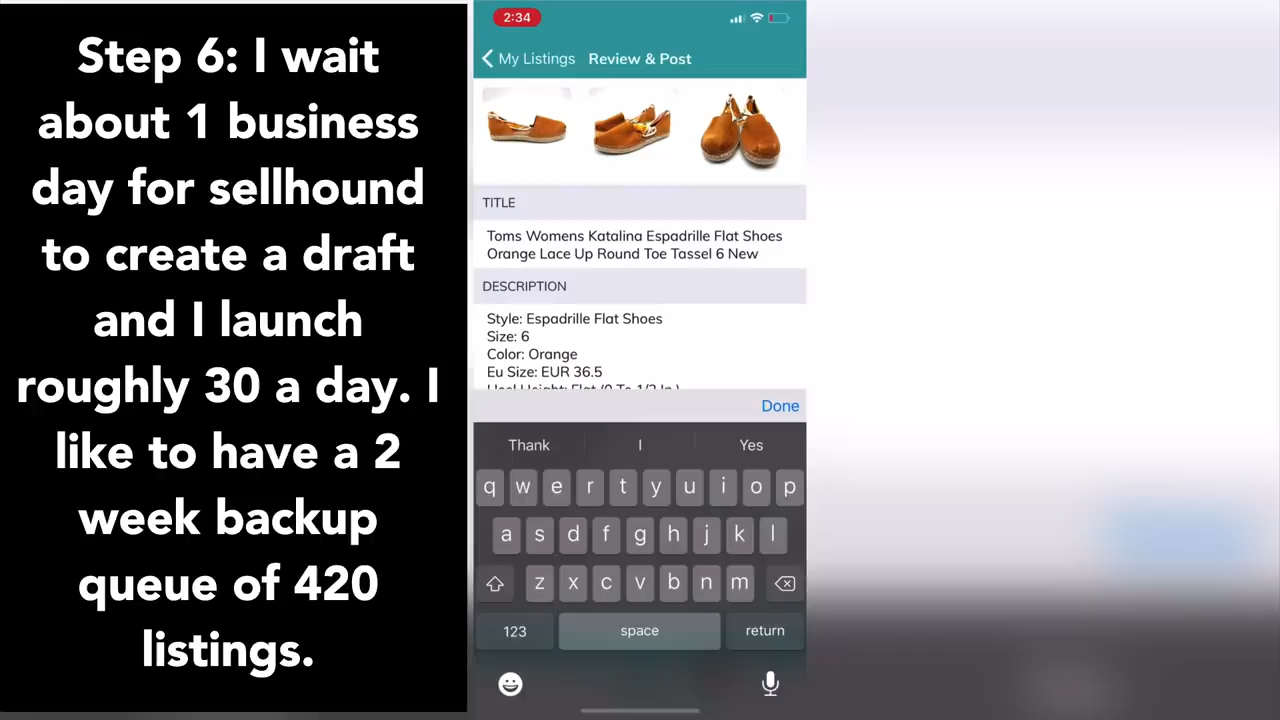 Step 6: I wait
about 1 business
day for sellhound
to create a draft
and I launch
roughly 30 a day. I
like to have a 2
week backup
queue of 420
listings.
2:34
My Listings Review & Post
TITLE
Toms Womens Katalina Espadrille Flat Shoes
Orange Lace Up Round Toe Tassel 6 New
DESCRIPTION
Style: Espadrille Flat Shoes
Size: 6
Color: Orange
Eu Size: EUR 36.5
Heel Height: Flat (0 To 1/2 In.)
Done
Thank I Yes
q w e r t y u i o p
a s d f g h j k l
z x c v b n m
123 space return